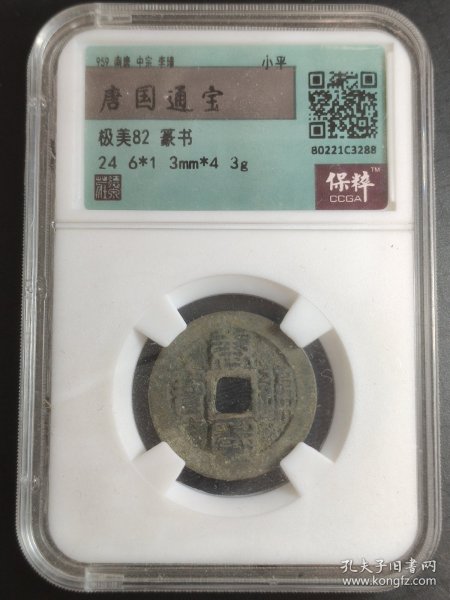 959 南唐 中宗 李璟 小平
唐国通宝
极美82 篆书
24 6*1 3mm*4 3g
80221C3288
保粹™
CCGA
孔夫子旧书网
www.kongfz.com